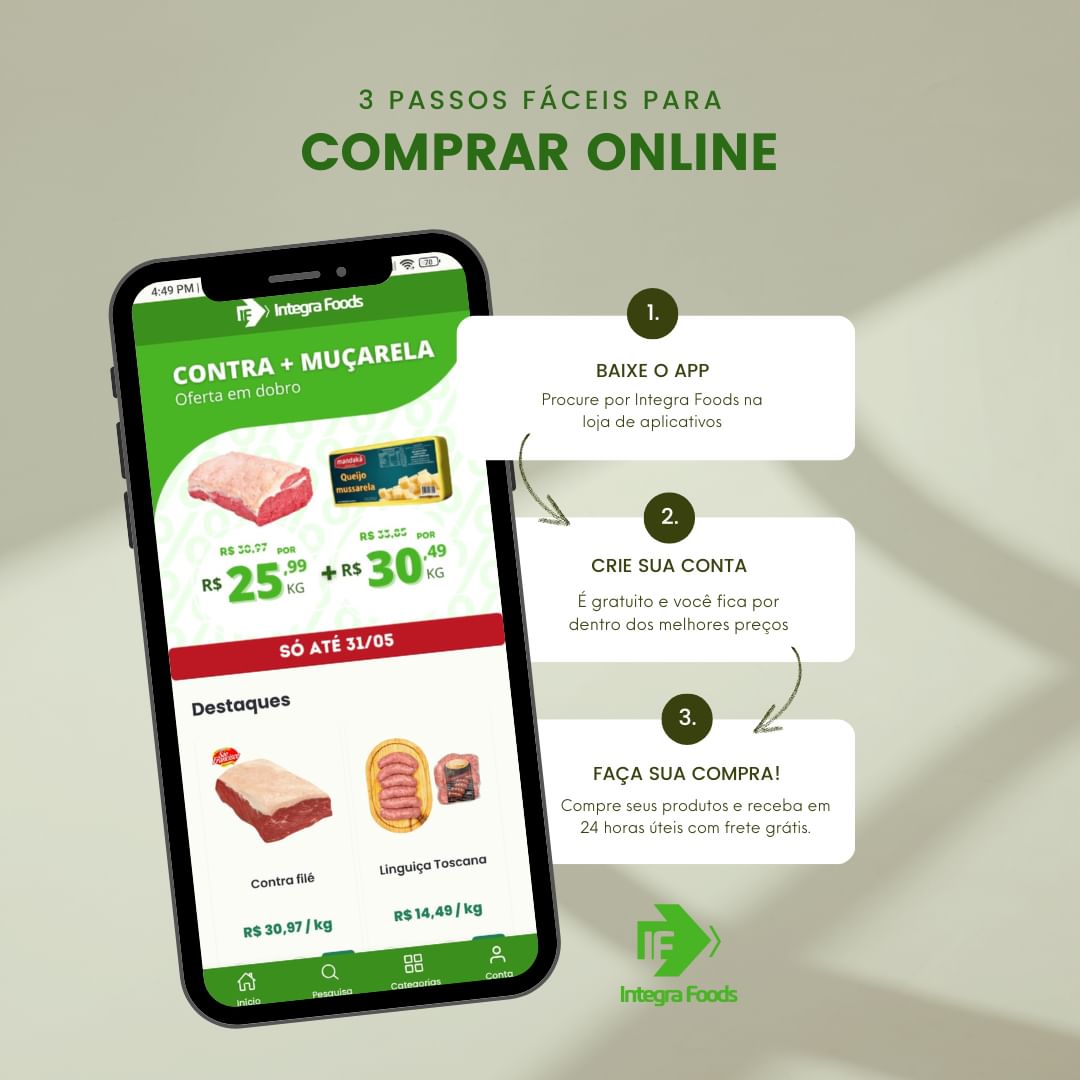 3 PASSOS FÁCEIS PARA
COMPRAR ONLINE
4:49 PM
70
IF Integra Foods
CONTRA + MUÇARELA
Oferta em dobro
mandaká
Queijo
mussarela
R$ 30,97 POR
R$ 25,99 KG
+ R$ 33,85 POR
R$ 30,49 KG
SÓ ATÉ 31/05
Destaques
São Francisco
Contra filé
R$ 30,97 / kg
Linguiça Toscana
R$ 14,49 / kg
Início
Pesquisa
Categorias
Conta
1.
BAIXE O APP
Procure por Integra Foods na
loja de aplicativos
2.
CRIE SUA CONTA
É gratuito e você fica por
dentro dos melhores preços
3.
FAÇA SUA COMPRA!
Compre seus produtos e receba em
24 horas úteis com frete grátis.
IF
Integra Foods